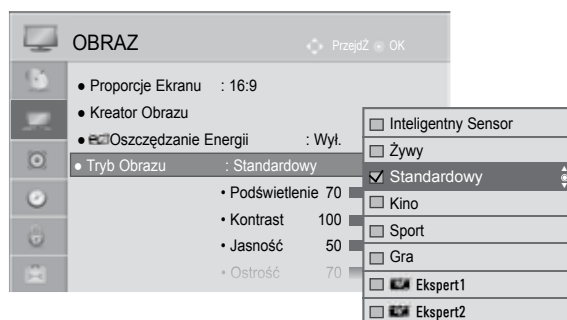 OBRAZ
PrzejdŹ OK
• Proporcje Ekranu : 16:9
• Kreator Obrazu
• Oszczędzanie Energii : Wył.
• Tryb Obrazu : Standardowy
• Podświetlenie 70
• Kontrast 100
• Jasność 50
• Ostrość 70
Inteligentny Sensor
Żywy
Standardowy
Kino
Sport
Gra
Ekspert1
Ekspert2